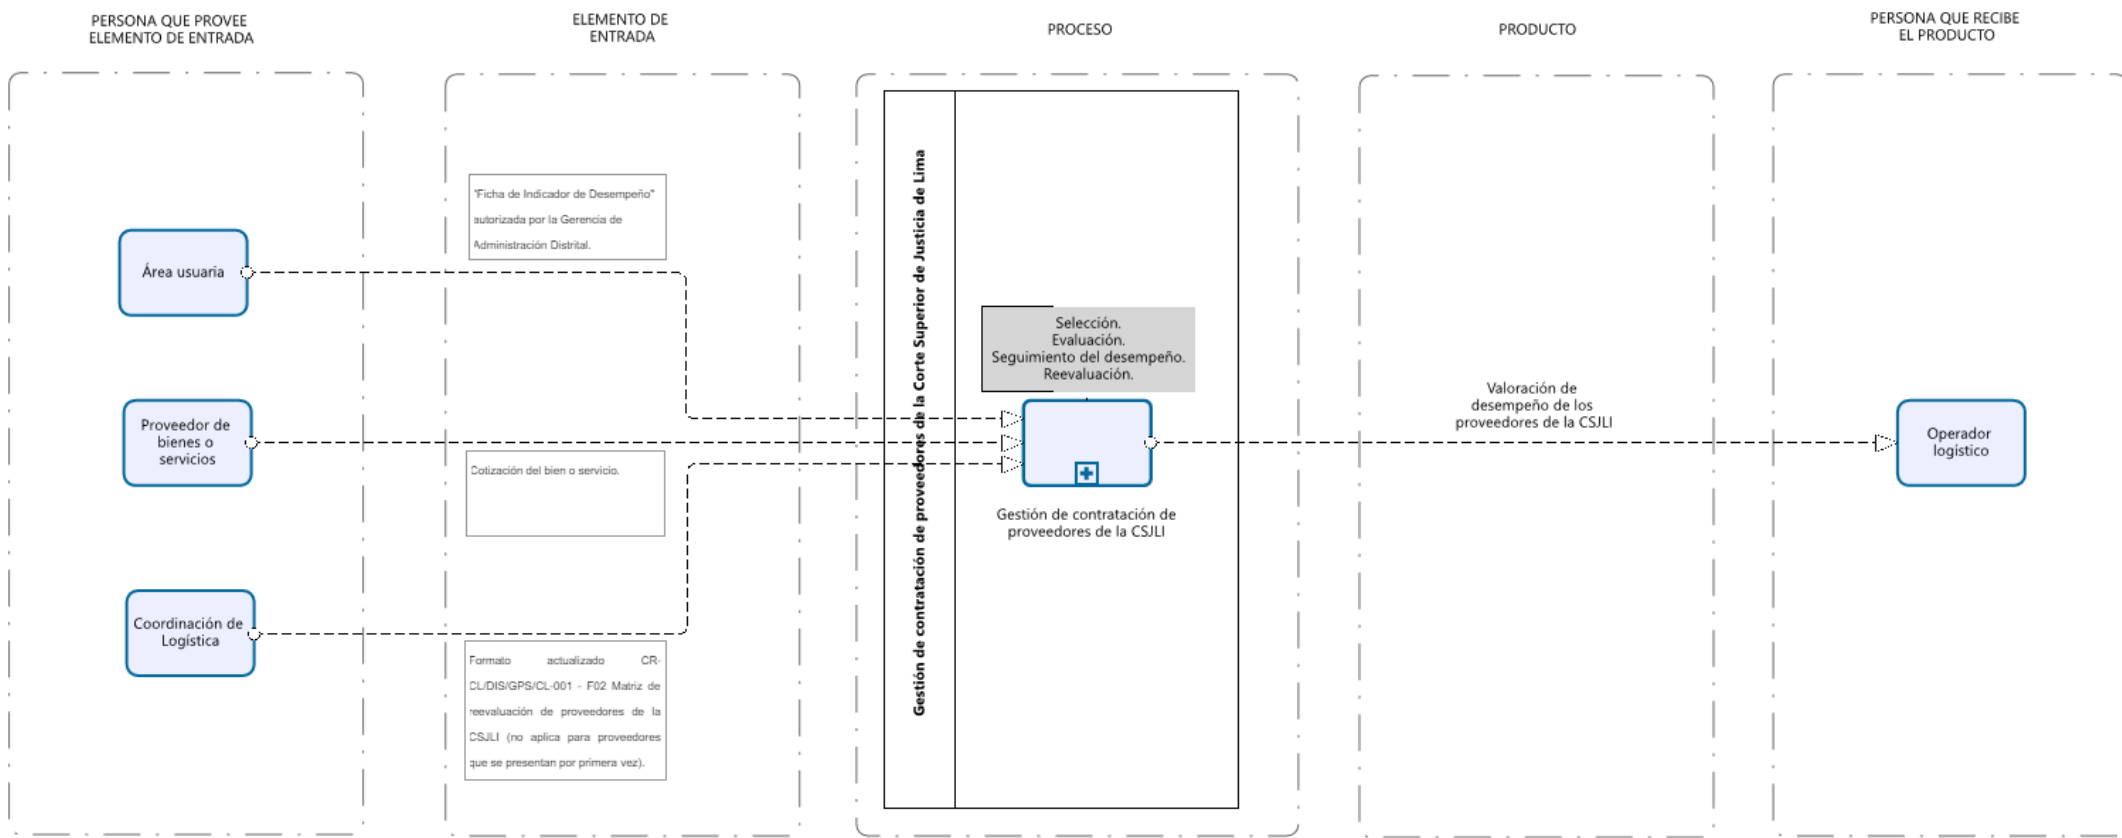 PERSONA QUE PROVEE
ELEMENTO DE ENTRADA
ELEMENTO DE
ENTRADA
PROCESO
PRODUCTO
PERSONA QUE RECIBE
EL PRODUCTO
Área usuaria
Proveedor de
bienes o
servicios
Coordinación de
Logística
"Ficha de Indicador de Desempeño"
autorizada por la Gerencia de
Administración Distrital.
Cotización del bien o servicio.
Formato actualizado CR-
CL/DIS/GPS/CL-001 - F02 Matriz de
reevaluación de proveedores de la
CSJLI (no aplica para proveedores
que se presentan por primera vez).
Gestión de contratación de proveedores de la Corte Superior de Justicia de Lima
Selección.
Evaluación.
Seguimiento del desempeño.
Reevaluación.
Gestión de contratación de
proveedores de la CSJLI
Valoración de
desempeño de los
proveedores de la CSJLI
Operador
logístico